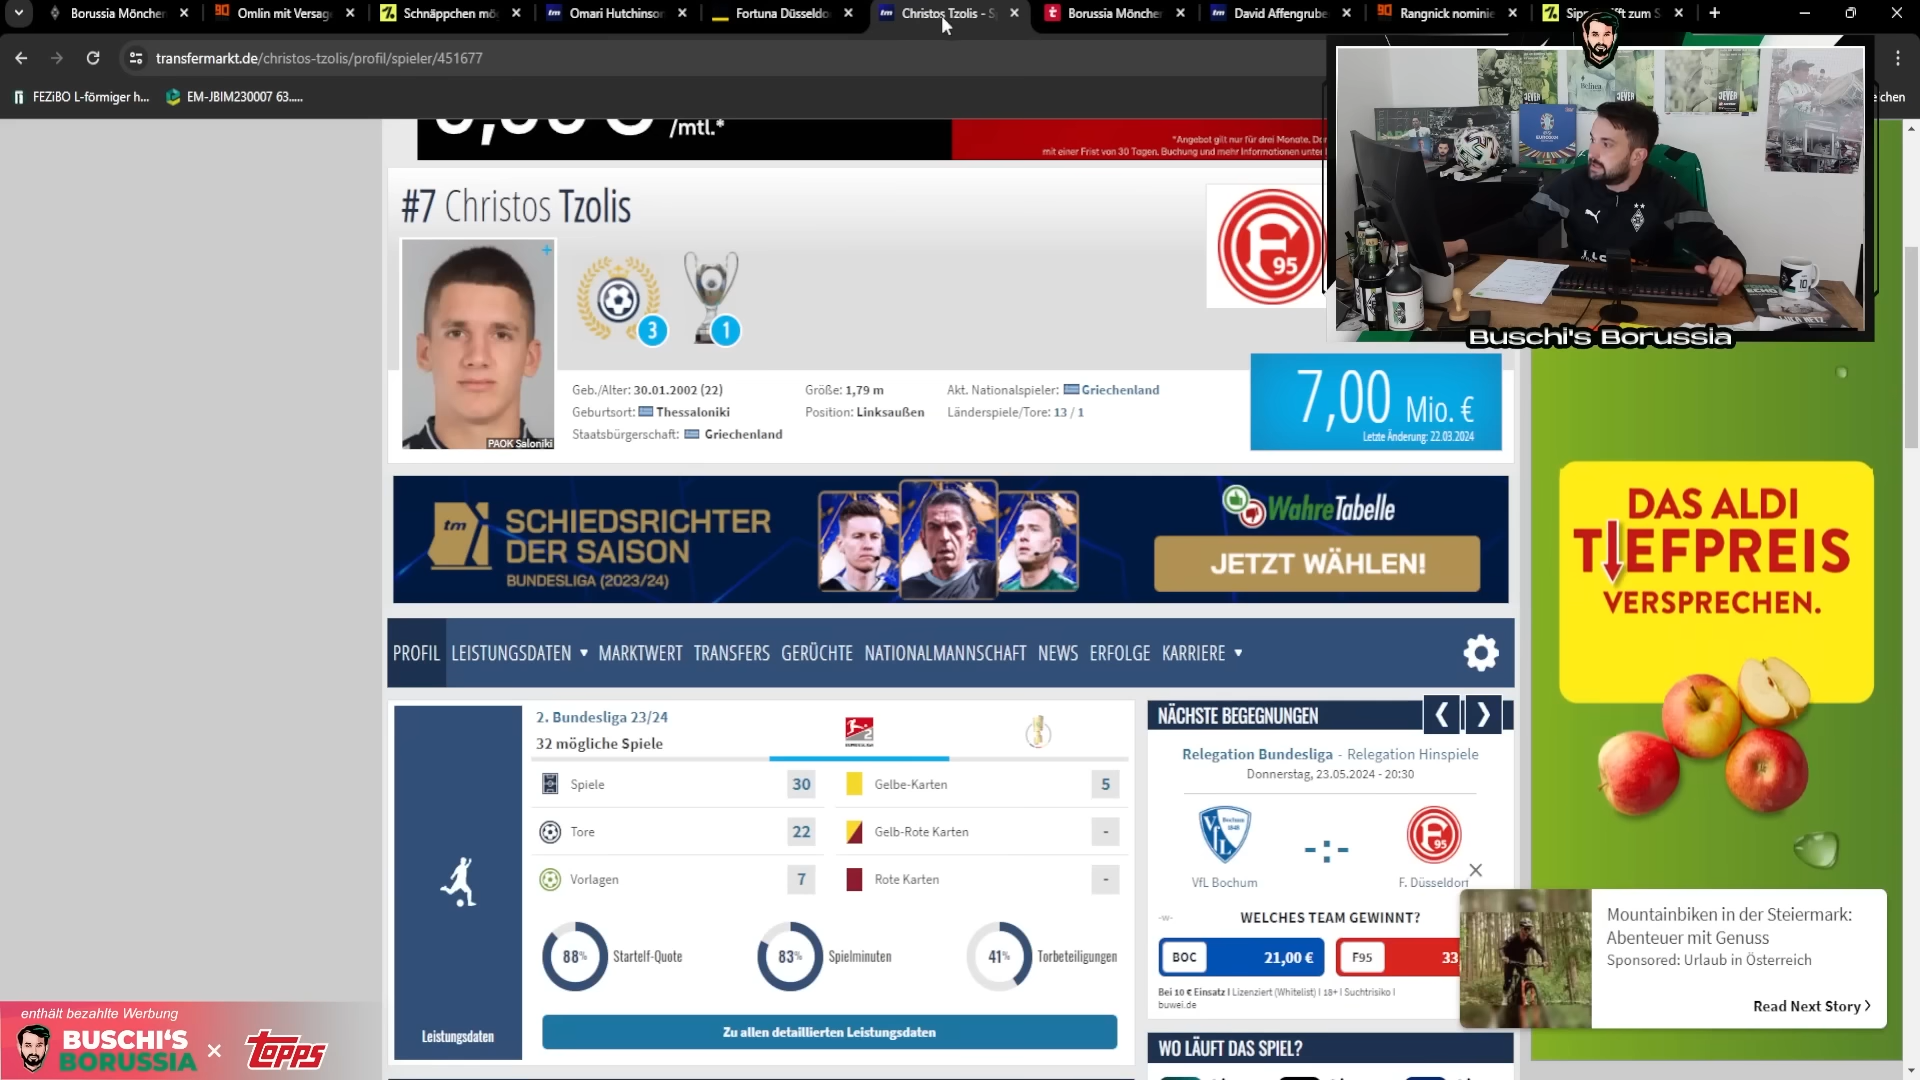 Borussia Möncher
Omlin mit Versag
Schnäppchen mö
Omari Hutchinson
Fortuna Düsseldo
Christos Tzolis - S
Borussia Möncher
David Affengrube
Rangnick nominie
transfermarkt.de/christos-tzolis/profil/spieler/451677
FEZiBO L-förmiger h...
EM-JBIM230007 63.....
/mtl.*
*Angebot gilt nur für drei Monate.
mit einer Frist von 30 Tagen. Buchung und mehr Informationen unter
#7 Christos Tzolis
F
95
3
1
PAOK Saloniki
Geb./Alter: 30.01.2002 (22)
Geburtsort: Thessaloniki
Staatsbürgerschaft: Griechenland
Größe: 1,79 m
Position: Linksaußen
Akt. Nationalspieler: Griechenland
Länderspiele/Tore: 13 / 1
7,00 Mio. €
Letzte Änderung: 22.03.2024
Buschi's Borussia
tm
SCHIEDSRICHTER
DER SAISON
BUNDESLIGA (2023/24)
WahreTabelle
JETZT WÄHLEN!
DAS ALDI
TIEFPREIS
VERSPRECHEN.
PROFIL LEISTUNGSDATEN MARKTWERT TRANSFERS GERÜCHTE NATIONALMANNSCHAFT NEWS ERFOLGE KARRIERE
2. Bundesliga 23/24
32 mögliche Spiele
Spiele 30
Tore 22
Vorlagen 7
Gelbe-Karten 5
Gelb-Rote Karten -
Rote Karten -
88% Startelf-Quote
83% Spielminuten
41% Torbeteiligungen
Leistungsdaten
Zu allen detaillierten Leistungsdaten
NÄCHSTE BEGEGNUNGEN
Relegation Bundesliga - Relegation Hinspiele
Donnerstag, 23.05.2024 - 20:30
-:-
VfL Bochum
F. Düsseldorf
-w-
WELCHES TEAM GEWINNT?
BOC 21,00 €
F95 33
Bei 10 € Einsatz | Lizenziert (Whitelist) | 18+ | Suchtrisiko |
buwei.de
WO LÄUFT DAS SPIEL?
Mountainbiken in der Steiermark:
Abenteuer mit Genuss
Sponsored: Urlaub in Österreich
Read Next Story
enthält bezahlte Werbung
BUSCHI'S
BORUSSIA
×
topps